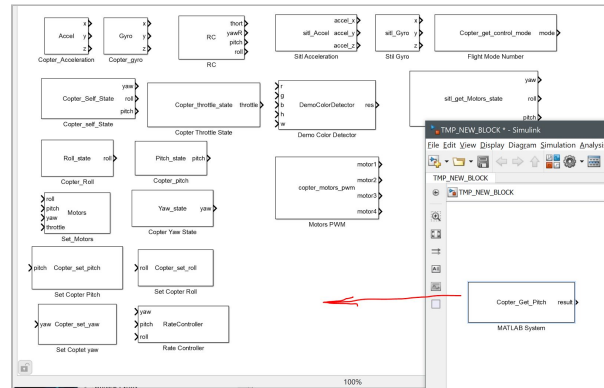 x
Accel y
z
Copter_Acceleration
x
Gyro y
z
Copter_gyro
thort
yawR
RC
pitch
roll
RC
accel_x
sitl_Accel accel_y
accel_z
Sitl Acceleration
x
sitl_Gyro y
z
Stil Gyro
Copter_get_control_mode mode
Flight Mode Number
yaw
Copter_Self_State roll
pitch
Copter_self_State
Copter_throttle_state throttle
Copter Throttle State
r
g
b DemoColorDetector res
h
w
Demo Color Detector
yaw
sitl_get_Motors_state roll
pitch
Roll_state roll
Copter_Roll
Pitch_state pitch
Copter_pitch
motor1
motor2
copter_motors_pwm
motor3
motor4
Motors PWM
roll
pitch Motors
yaw
throttle
Set_Motors
Yaw_state yaw
Copter Yaw State
pitch Copter_set_pitch
Set Copter Pitch
roll Copter_set_roll
Set Copter Roll
yaw Copter_set_yaw
Set Coptet yaw
yaw
pitch RateController
roll
Rate Controller
100%
TMP_NEW_BLOCK * - Simulink
File Edit View Display Diagram Simulation Analysi
TMP_NEW_BLOCK
TMP_NEW_BLOCK
Copter_Get_Pitch result
MATLAB System